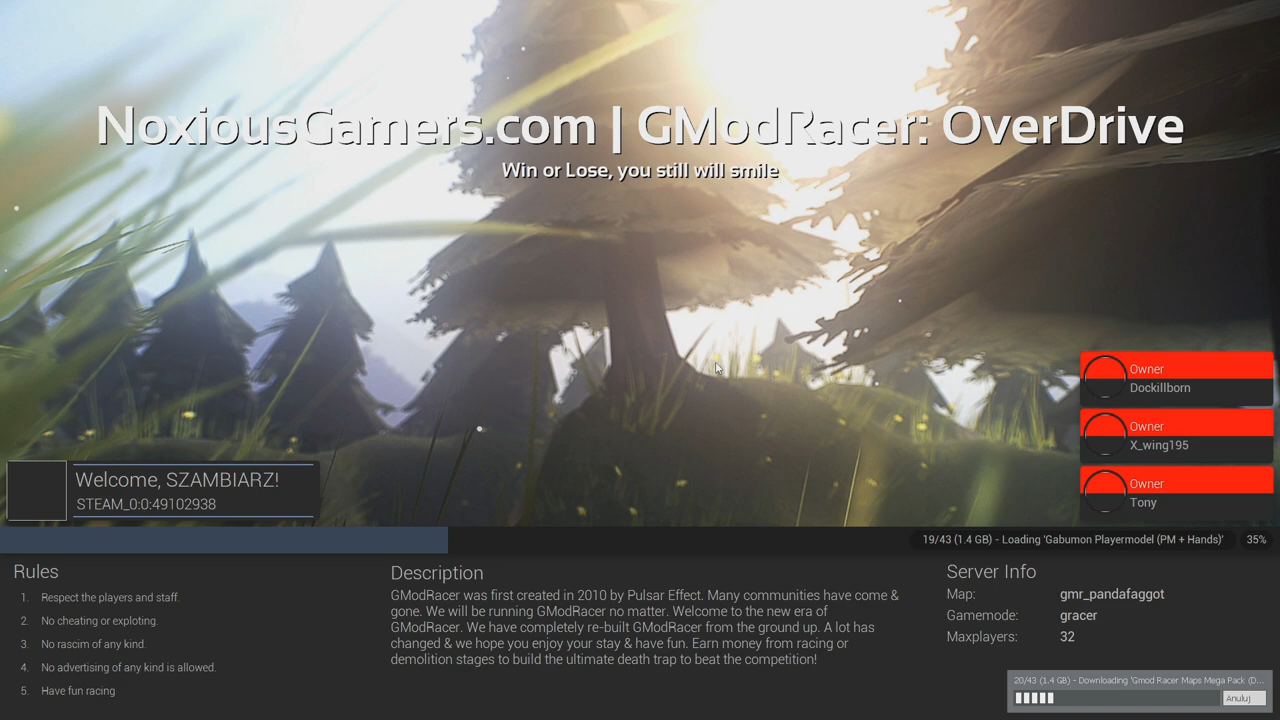 NoxiousGamers.com | GModRacer: OverDrive
Win or Lose, you still will smile
Owner
Dockillborn
Owner
X_wing195
Owner
Tony
Welcome, SZAMBIARZ!
STEAM_0:0:49102938
19/43 (1.4 GB) - Loading 'Gabumon Playermodel (PM + Hands)'
35%
Rules
1. Respect the players and staff.
2. No cheating or exploting.
3. No rascim of any kind.
4. No advertising of any kind is allowed.
5. Have fun racing
Description
GModRacer was first created in 2010 by Pulsar Effect. Many communities have come &
gone. We will be running GModRacer no matter. Welcome to the new era of
GModRacer. We have completely re-built GModRacer from the ground up. A lot has
changed & we hope you enjoy your stay & have fun. Earn money from racing or
demolition stages to build the ultimate death trap to beat the competition!
Server Info
Map: gmr_pandafaggot
Gamemode: gracer
Maxplayers: 32
20/43 (1.4 GB) - Downloading 'Gmod Racer Maps Mega Pack (D...
Anuluj